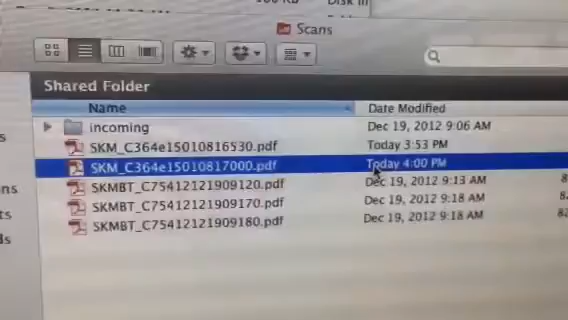 Scans
Shared Folder
Name Date Modified
incoming Dec 19, 2012 9:06 AM
SKM_C364e15010816530.pdf Today 3:53 PM
SKM_C364e15010817000.pdf Today 4:00 PM
SKMBT_C75412121909120.pdf Dec 19, 2012 9:13 AM
SKMBT_C75412121909170.pdf Dec 19, 2012 9:18 AM
SKMBT_C75412121909180.pdf Dec 19, 2012 9:18 AM